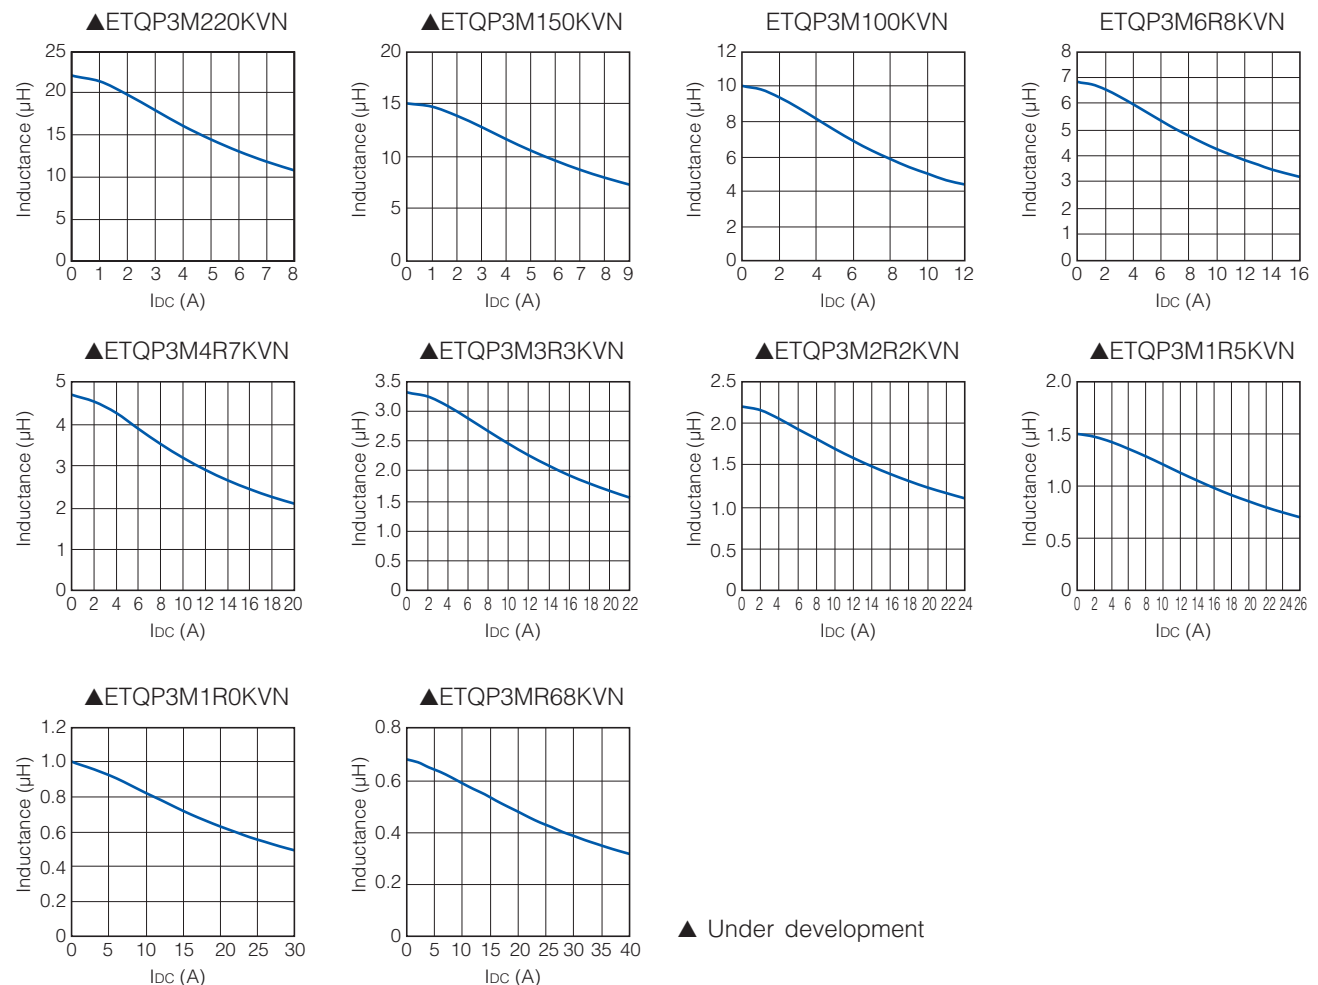 ▲ETQP3M220KVN
25
20
15
10
5
0
Inductance (µH)
0 1 2 3 4 5 6 7 8
IDC (A)
▲ETQP3M150KVN
20
15
10
5
0
Inductance (µH)
0 1 2 3 4 5 6 7 8 9
IDC (A)
ETQP3M100KVN
12
10
8
6
4
2
0
Inductance (µH)
0 2 4 6 8 10 12
IDC (A)
ETQP3M6R8KVN
8
7
6
5
4
3
2
1
0
Inductance (µH)
0 2 4 6 8 10 12 14 16
IDC (A)
▲ETQP3M4R7KVN
5
4
3
2
1
0
Inductance (µH)
0 2 4 6 8 10 12 14 16 18 20
IDC (A)
▲ETQP3M3R3KVN
3.5
3.0
2.5
2.0
1.5
1.0
0.5
0
Inductance (µH)
0 2 4 6 8 10 12 14 16 18 20 22
IDC (A)
▲ETQP3M2R2KVN
2.5
2.0
1.5
1.0
0.5
0
Inductance (µH)
0 2 4 6 8 10 12 14 16 18 20 22 24
IDC (A)
▲ETQP3M1R5KVN
2.0
1.5
1.0
0.5
0
Inductance (µH)
0 2 4 6 8 10 12 14 16 18 20 22 24 26
IDC (A)
▲ETQP3M1R0KVN
1.2
1.0
0.8
0.6
0.4
0.2
0
Inductance (µH)
0 5 10 15 20 25 30
IDC (A)
▲ETQP3MR68KVN
0.8
0.6
0.4
0.2
0
Inductance (µH)
0 5 10 15 20 25 30 35 40
IDC (A)
▲ Under development